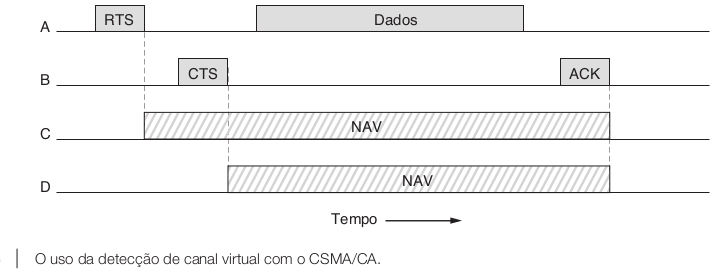 A RTS Dados
B CTS ACK
C NAV
D NAV
Tempo
O uso da detecção de canal virtual com o CSMA/CA.